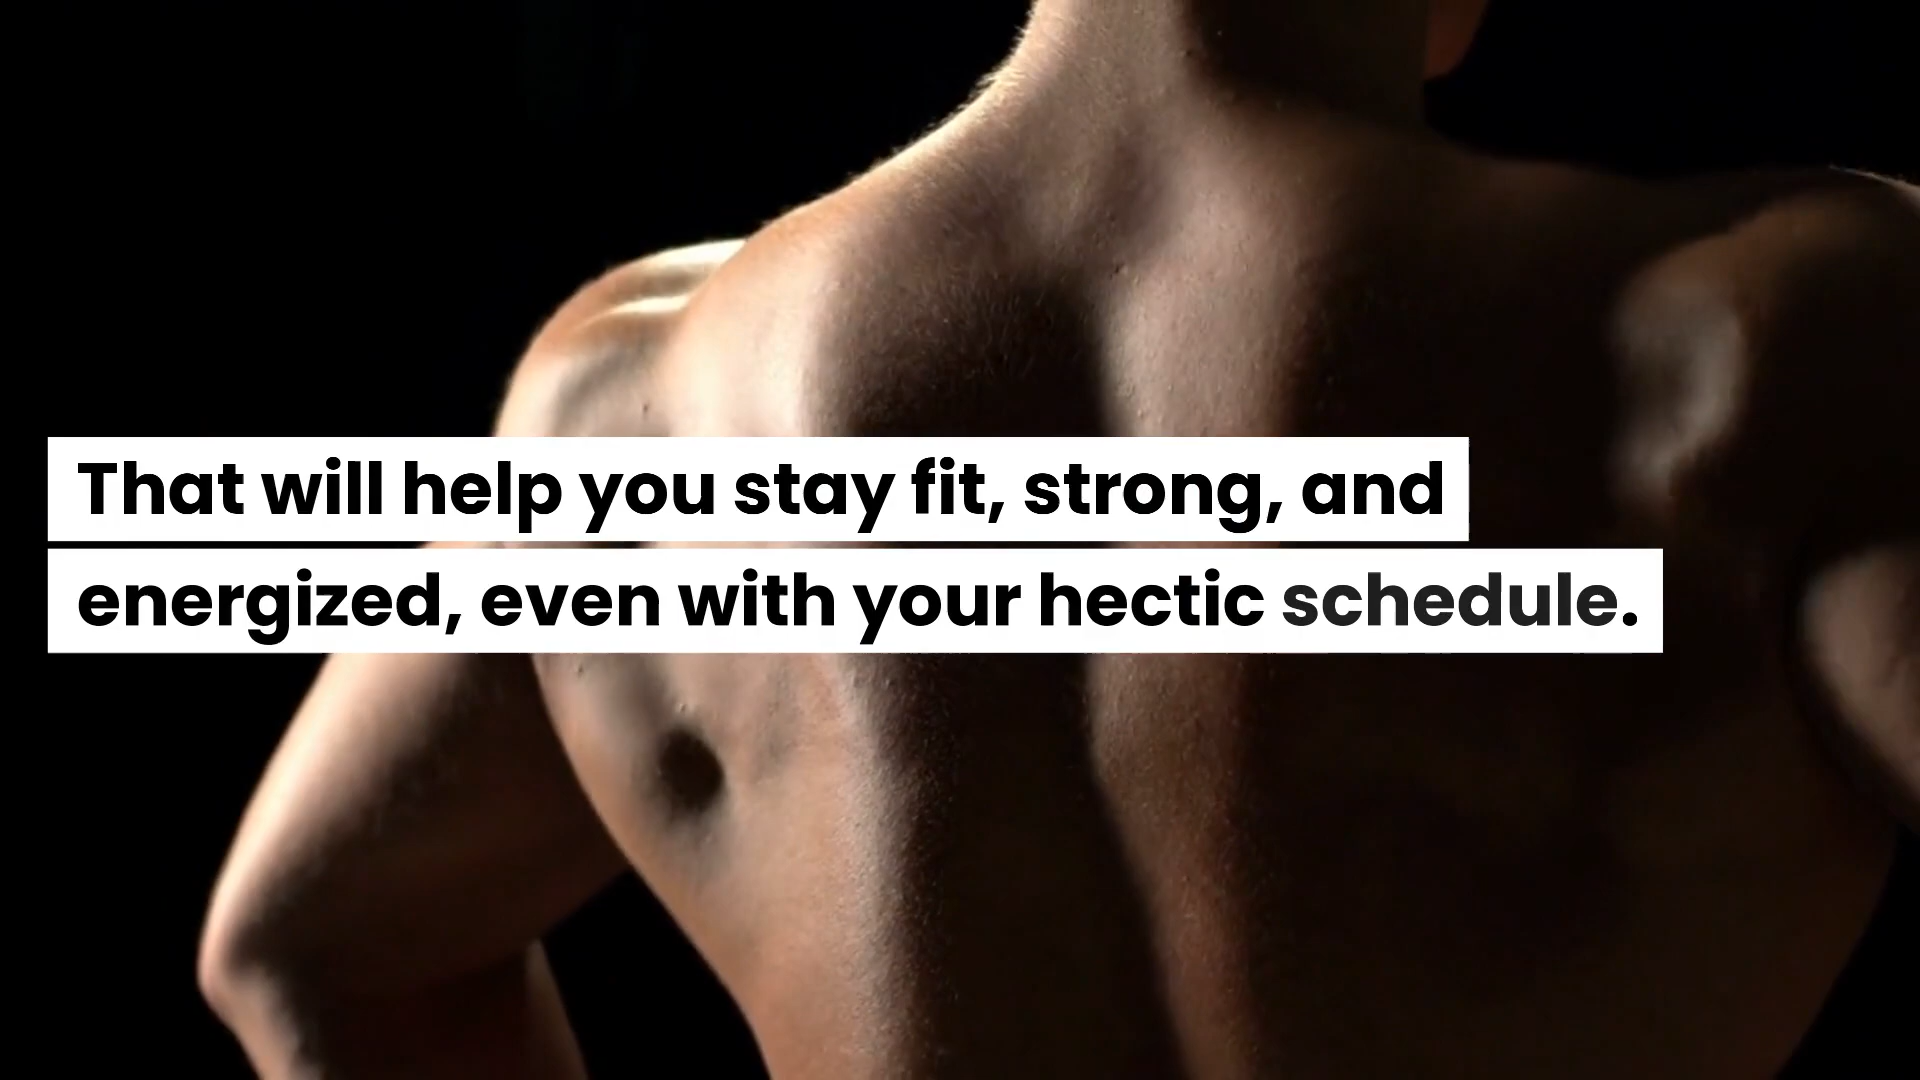 That will help you stay fit, strong, and
energized, even with your hectic schedule.